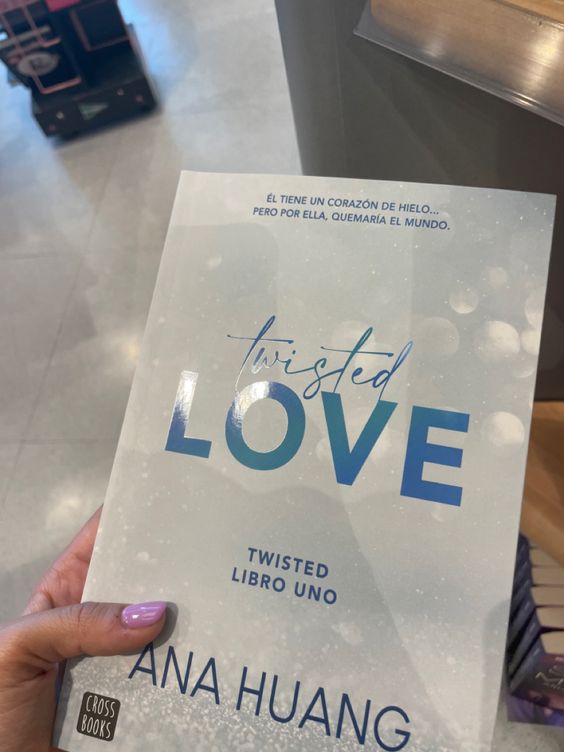 ÉL TIENE UN CORAZÓN DE HIELO...
PERO POR ELLA, QUEMARÍA EL MUNDO.
twisted
LOVE
TWISTED
LIBRO UNO
ANA HUANG
CROSS
BOOKS